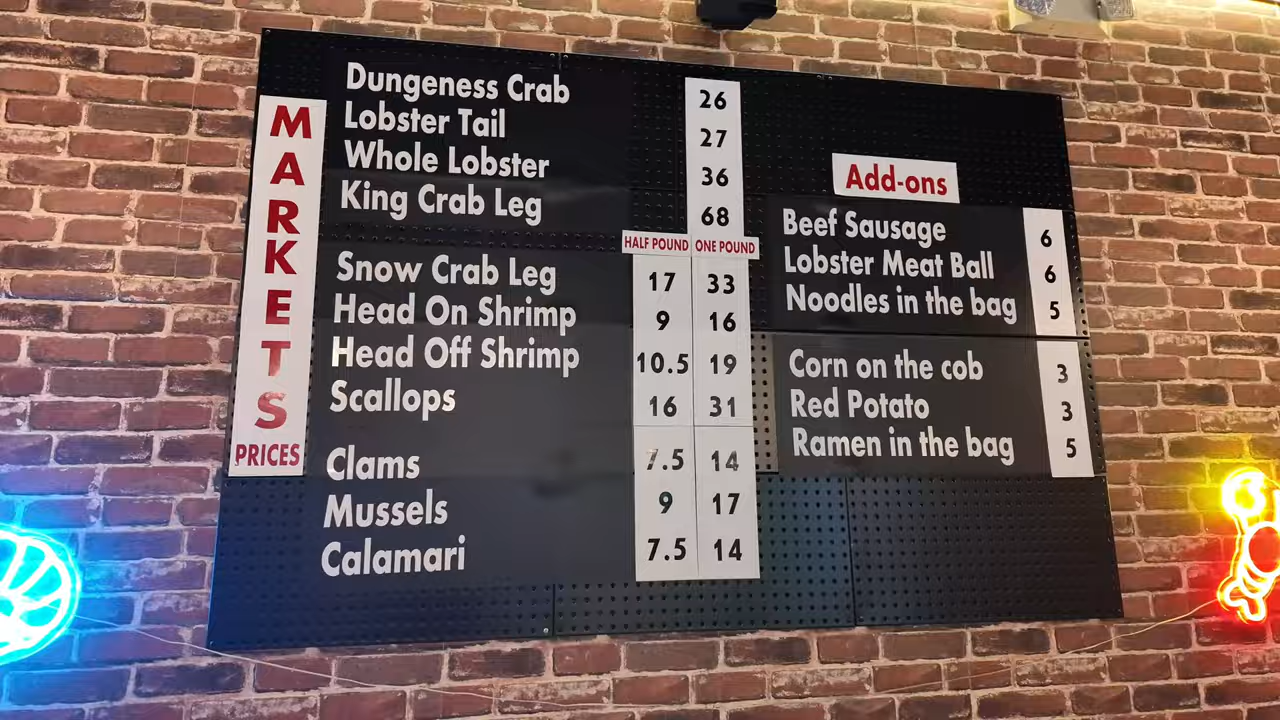 MARKETS
PRICES
Dungeness Crab 26
Lobster Tail 27
Whole Lobster 36
King Crab Leg 68
HALF POUND ONE POUND
Snow Crab Leg 17 33
Head On Shrimp 9 16
Head Off Shrimp 10.5 19
Scallops 16 31
Clams 7.5 14
Mussels 9 17
Calamari 7.5 14
Add-ons
Beef Sausage 6
Lobster Meat Ball 6
Noodles in the bag 5
Corn on the cob 3
Red Potato 3
Ramen in the bag 5